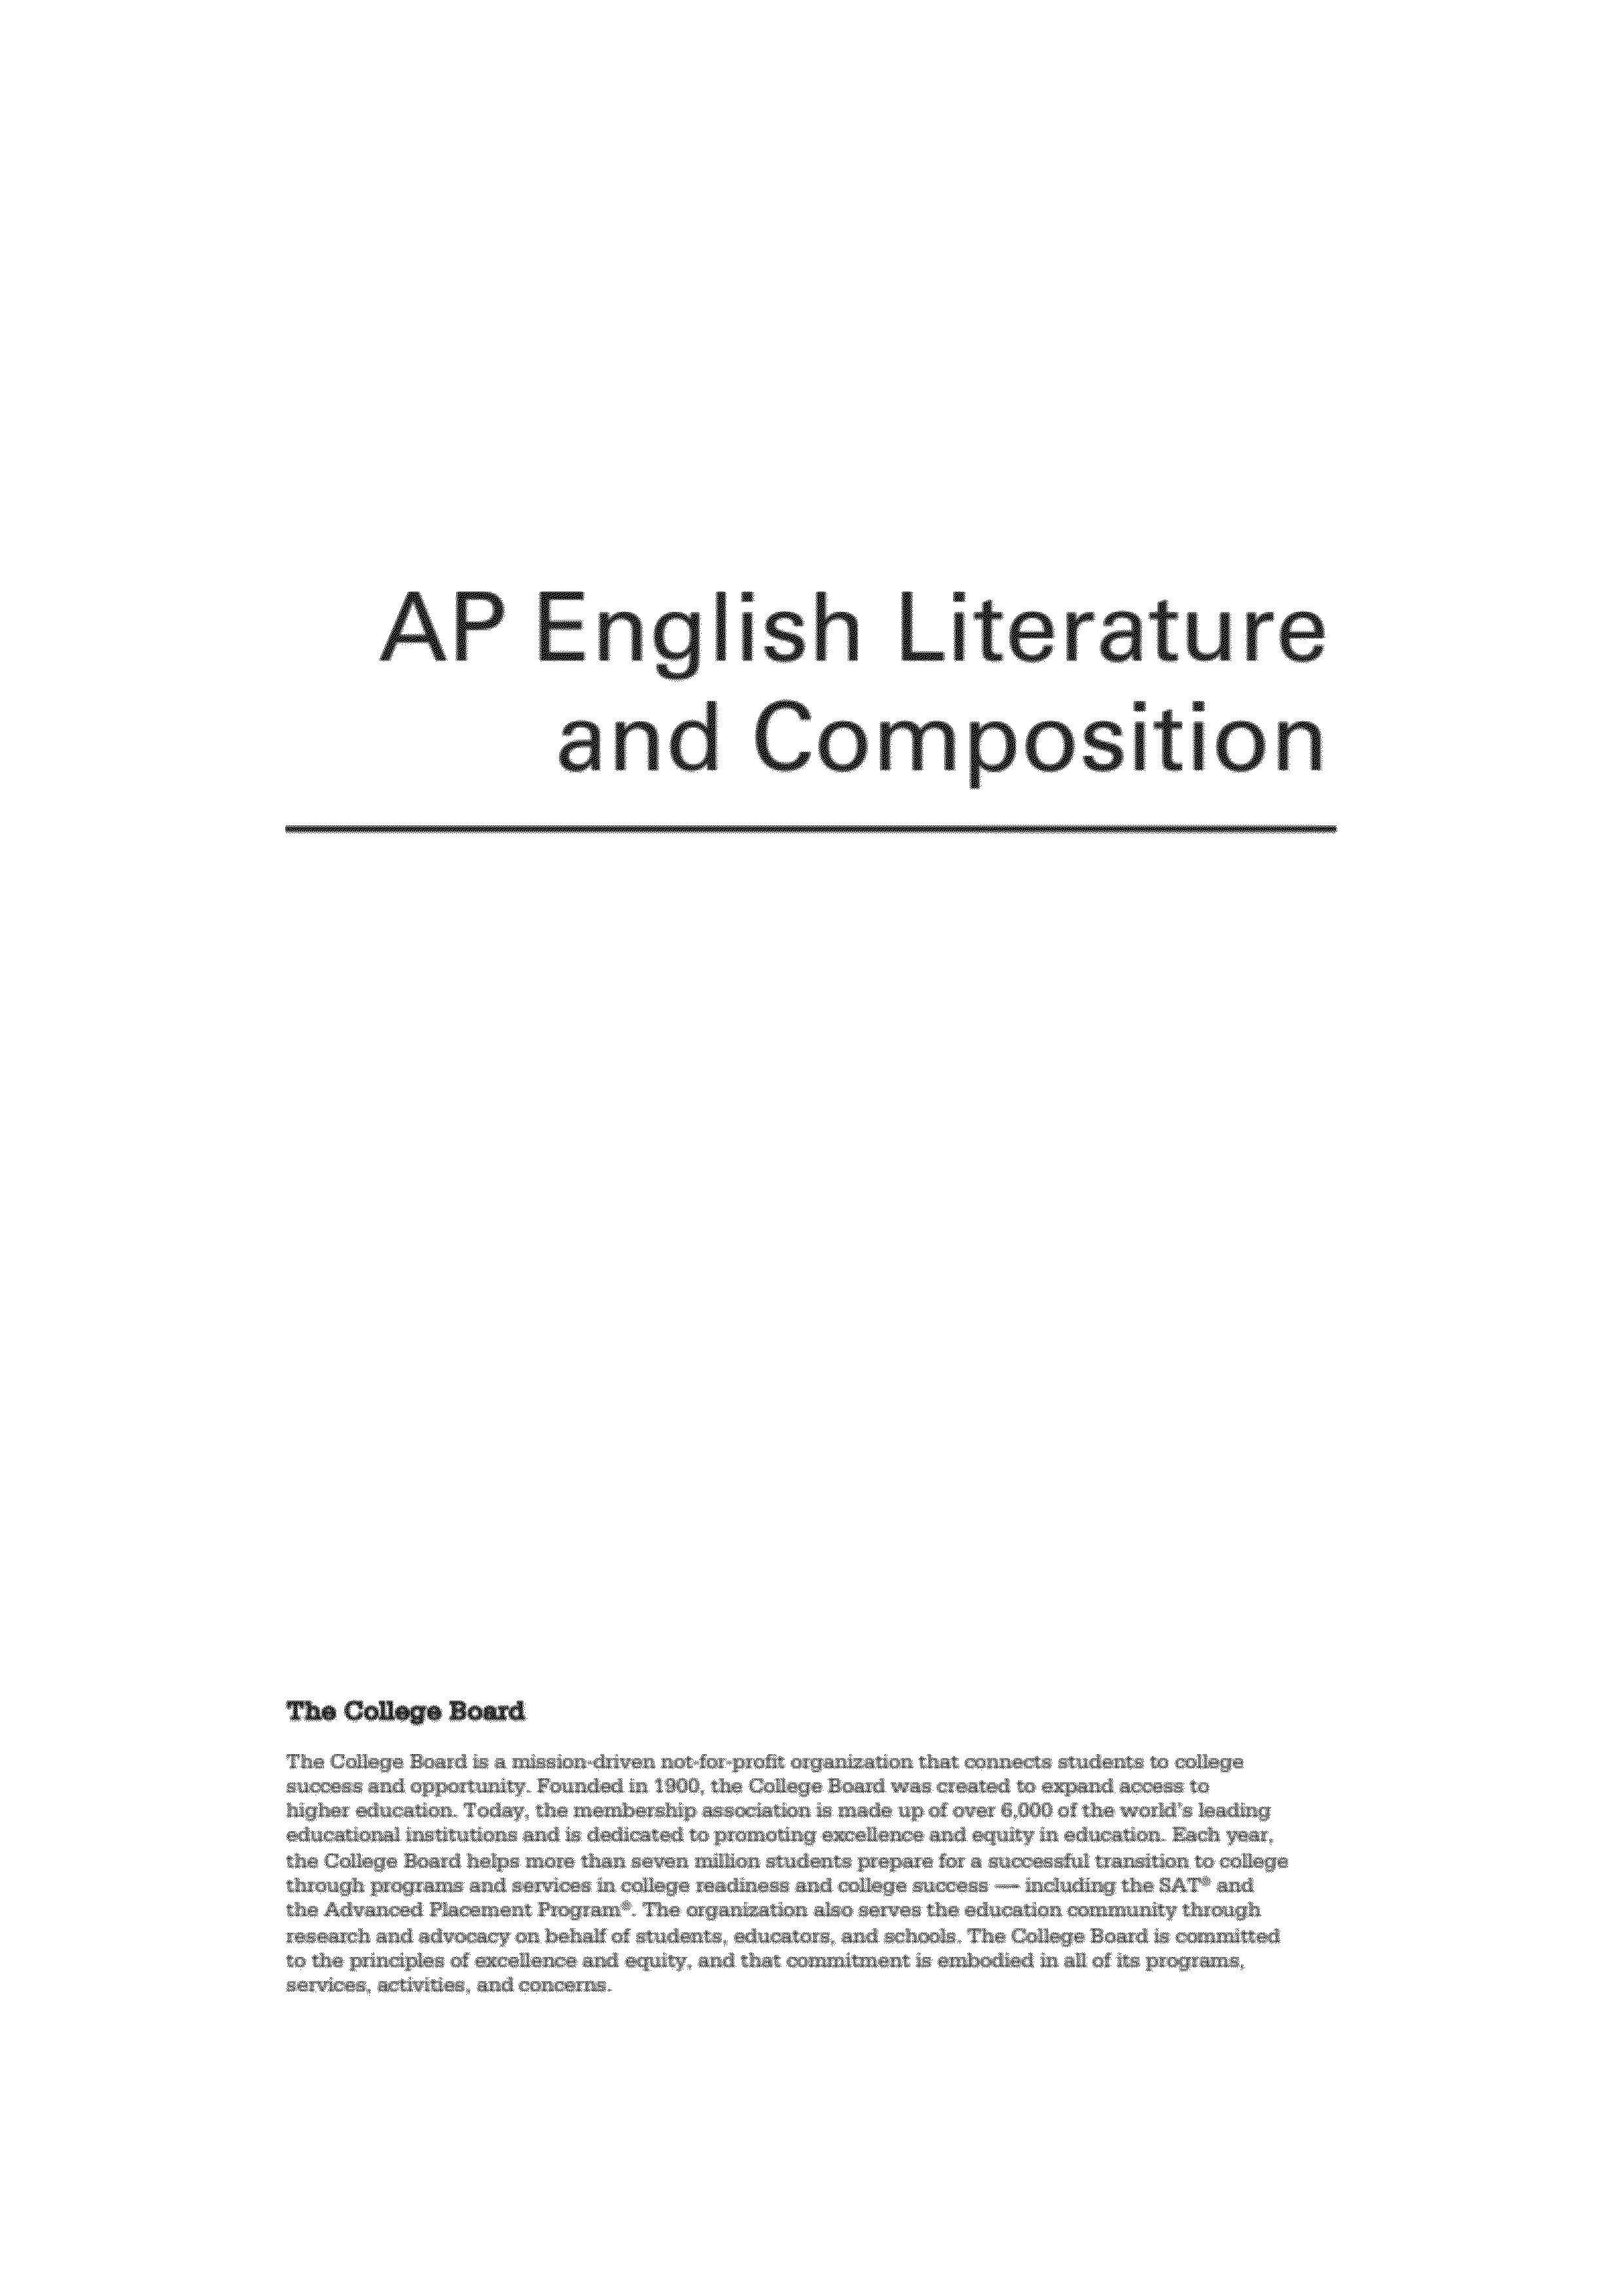 AP English Literature
and Composition
The College Board
The College Board is a mission-driven not-for-profit organization that connects students to college
success and opportunity. Founded in 1900, the College Board was created to expand access to
higher education. Today, the membership association is made up of over 6,000 of the world's leading
educational institutions and is dedicated to promoting excellence and equity in education. Each year,
the College Board helps more than seven million students prepare for a successful transition to college
through programs and services in college readiness and college success — including the SAT® and
the Advanced Placement Program®. The organization also serves the education community through
research and advocacy on behalf of students, educators, and schools. The College Board is committed
to the principles of excellence and equity, and that commitment is embodied in all of its programs,
services, activities, and concerns.